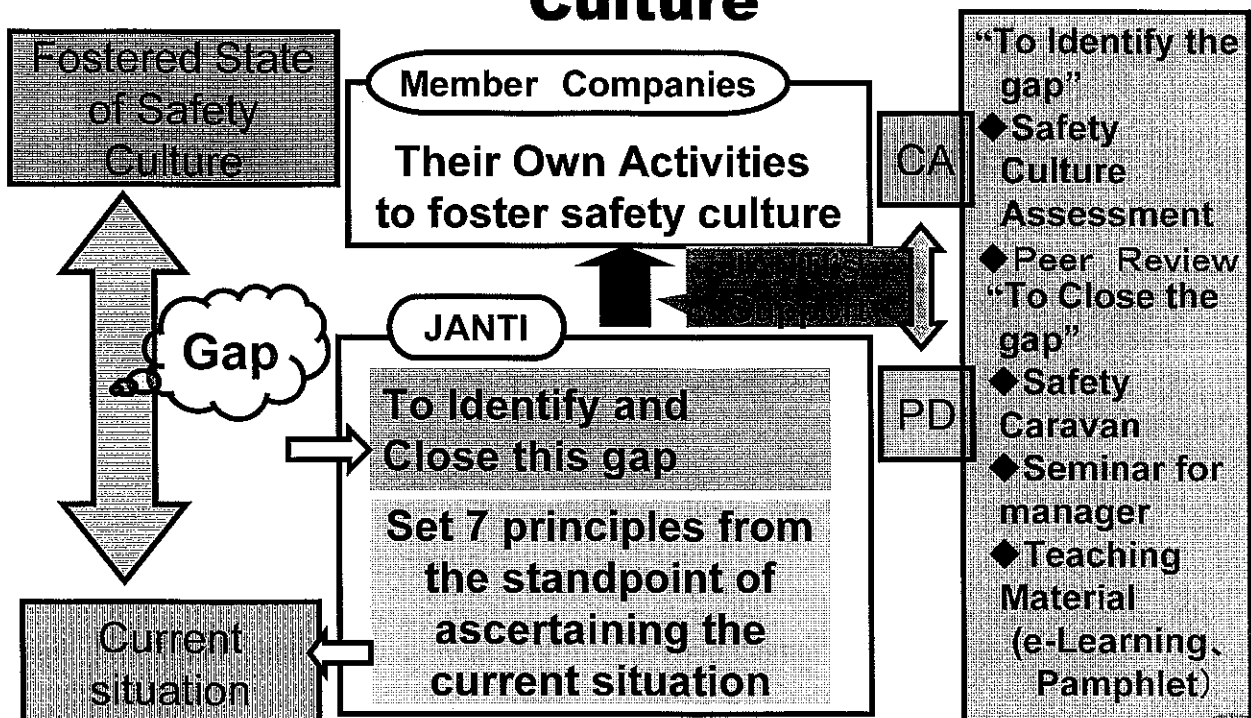 Culture
Fostered State
of Safety
Culture
Member Companies
Their Own Activities
to foster safety culture
Gap
JANTI
To Identify and
Close this gap
Set 7 principles from
the standpoint of
ascertaining the
current situation
Current
situation
CA
PD
“To Identify the
gap”
◆Safety
Culture
Assessment
◆Peer Review
“To Close the
gap”
◆Safety
Caravan
◆Seminar for
manager
◆Teaching
Material
(e-Learning、
Pamphlet）